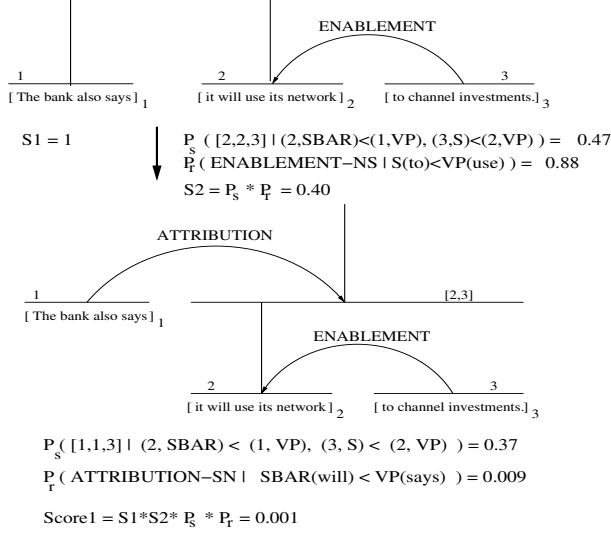 ENABLEMENT
1 2 3
[ The bank also says ] 1 [ it will use its network ] 2 [ to channel investments.] 3
S1 = 1 Ps ( [2,2,3] | (2,SBAR)<(1,VP), (3,S)<(2,VP) ) = 0.47
Pr ( ENABLEMENT–NS | S(to)<VP(use) ) = 0.88
S2 = Ps * Pr = 0.40
ATTRIBUTION
1 [2,3]
[ The bank also says ] 1
ENABLEMENT
2 3
[ it will use its network ] 2 [ to channel investments.] 3
Ps ( [1,1,3] | (2, SBAR) < (1, VP), (3, S) < (2, VP) ) = 0.37
Pr ( ATTRIBUTION–SN | SBAR(will) < VP(says) ) = 0.009
Score1 = S1*S2* Ps * Pr = 0.001